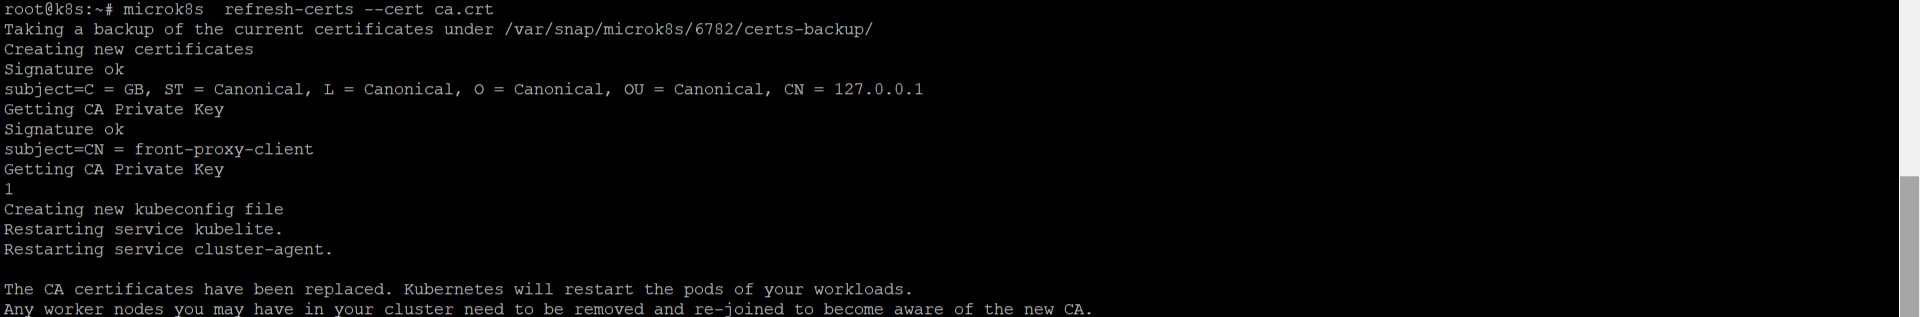 root@k8s:~# microk8s  refresh-certs --cert ca.crt
Taking a backup of the current certificates under /var/snap/microk8s/6782/certs-backup/
Creating new certificates
Signature ok
subject=C = GB, ST = Canonical, L = Canonical, O = Canonical, OU = Canonical, CN = 127.0.0.1
Getting CA Private Key
Signature ok
subject=CN = front-proxy-client
Getting CA Private Key
1
Creating new kubeconfig file
Restarting service kubelite.
Restarting service cluster-agent.
The CA certificates have been replaced. Kubernetes will restart the pods of your workloads.
Any worker nodes you may have in your cluster need to be removed and re-joined to become aware of the new CA.